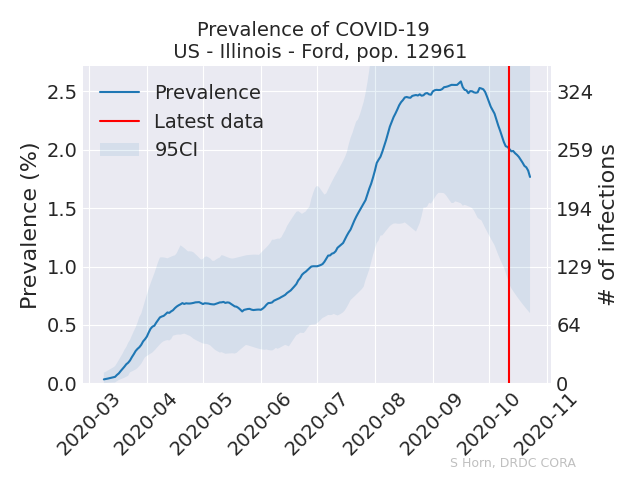 Prevalence of COVID-19
US - Illinois - Ford, pop. 12961
Prevalence
Latest data
95CI
Prevalence (%)
2.5
2.0
1.5
1.0
0.5
0.0
324
259
194
129
64
0
# of infections
2020-03
2020-04
2020-05
2020-06
2020-07
2020-08
2020-09
2020-10
2020-11
S Horn, DRDC CORA